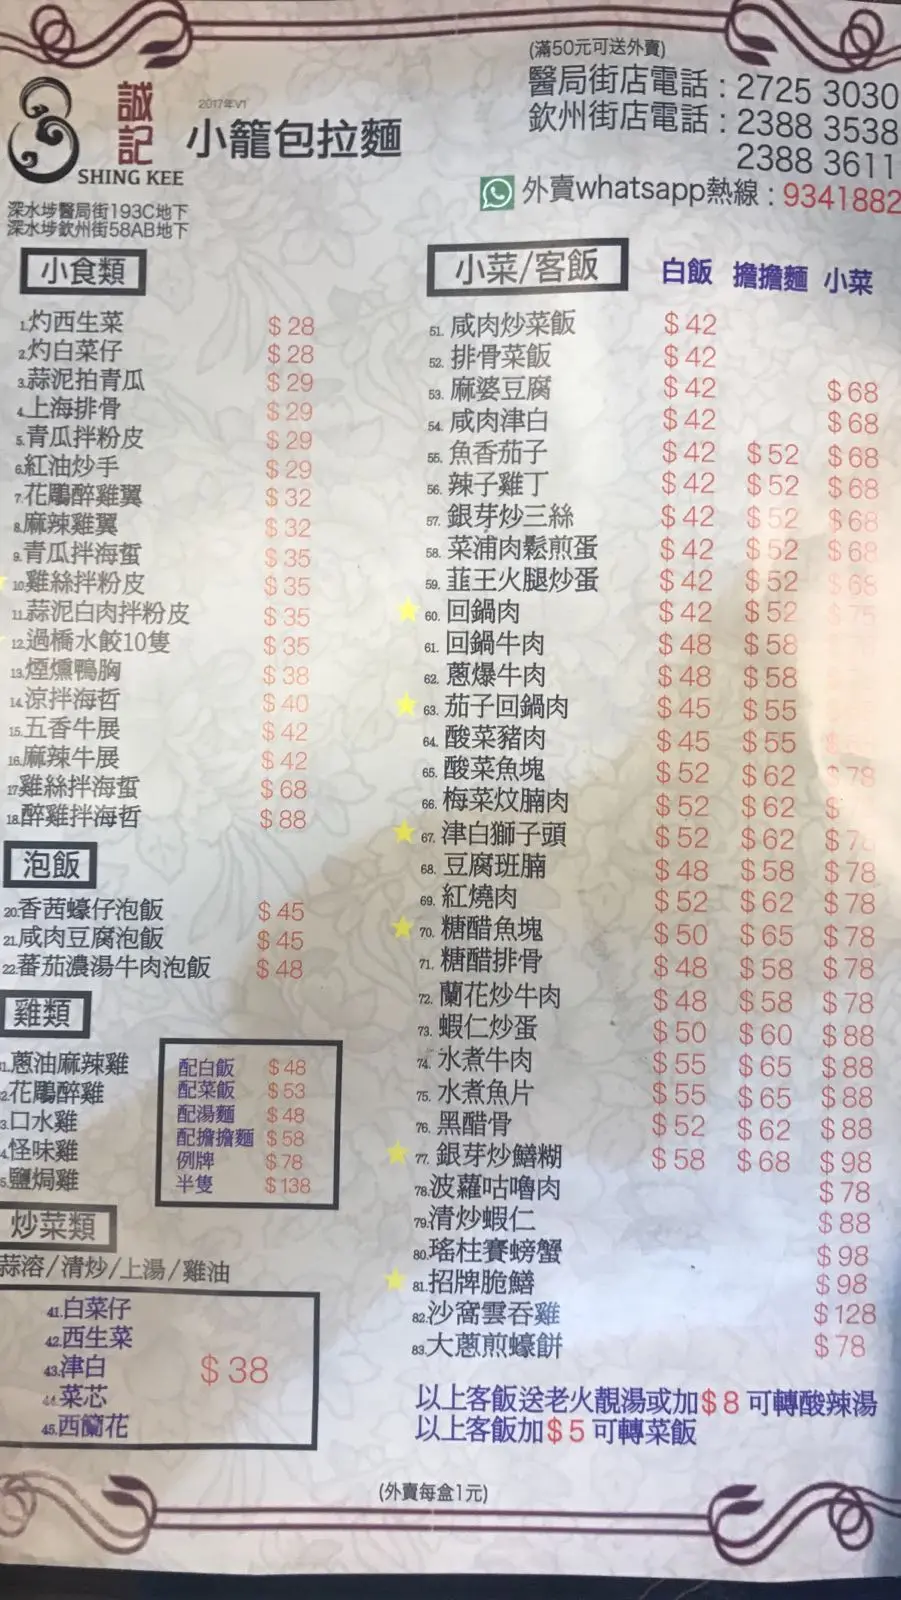 (滿50元可送外賣)
醫局街店電話：2725 3030
欽州街店電話：2388 3538
2388 3611
外賣whatsapp熱線：9341882
誠記
SHING KEE
2017年V1
小籠包拉麵
深水埗醫局街193C地下
深水埗欽州街58AB地下
小食類
1.灼西生菜 $28
2.灼白菜仔 $28
3.蒜泥拍青瓜 $29
4.上海排骨 $29
5.青瓜拌粉皮 $29
6.紅油炒手 $29
7.花鵰醉雞翼 $32
8.麻辣雞翼 $32
9.青瓜拌海蜇 $35
10.雞絲拌粉皮 $35
11.蒜泥白肉拌粉皮 $35
12.過橋水餃10隻 $35
13.煙燻鴨胸 $38
14.涼拌海哲 $40
15.五香牛展 $42
16.麻辣牛展 $42
17.雞絲拌海蜇 $68
18.醉雞拌海哲 $88
泡飯
20.香茜蠔仔泡飯 $45
21.咸肉豆腐泡飯 $45
22.蕃茄濃湯牛肉泡飯 $48
雞類
1.蔥油麻辣雞
2.花鵰醉雞
3.口水雞
4.怪味雞
5.鹽焗雞
配白飯 $48
配菜飯 $53
配湯麵 $48
配擔擔麵 $58
例牌 $78
半隻 $138
炒菜類
蒜溶/清炒/上湯/雞油
41.白菜仔
42.西生菜
43.津白 $38
44.菜芯
45.西蘭花
小菜/客飯 白飯 擔擔麵 小菜
51.咸肉炒菜飯 $42
52.排骨菜飯 $42
53.麻婆豆腐 $42 $68
54.咸肉津白 $42 $68
55.魚香茄子 $42 $52 $68
56.辣子雞丁 $42 $52 $68
57.銀芽炒三絲 $42 $52 $68
58.菜浦肉鬆煎蛋 $42 $52 $68
59.韮王火腿炒蛋 $42 $52 $68
60.回鍋肉 $42 $52 $75
61.回鍋牛肉 $48 $58
62.蔥爆牛肉 $48 $58
63.茄子回鍋肉 $45 $55
64.酸菜豬肉 $45 $55
65.酸菜魚塊 $52 $62 $78
66.梅菜炆腩肉 $52 $62 $
67.津白獅子頭 $52 $62 $78
68.豆腐班腩 $48 $58 $78
69.紅燒肉 $52 $62 $78
70.糖醋魚塊 $50 $65 $78
71.糖醋排骨 $48 $58 $78
72.蘭花炒牛肉 $48 $58 $78
73.蝦仁炒蛋 $50 $60 $88
74.水煮牛肉 $55 $65 $88
75.水煮魚片 $55 $65 $88
76.黑醋骨 $52 $62 $88
77.銀芽炒鱔糊 $58 $68 $98
78.波蘿咕嚕肉 $78
79.清炒蝦仁 $88
80.瑤柱賽螃蟹 $98
81.招牌脆鱔 $98
82.沙窩雲吞雞 $128
83.大蔥煎蠔餅 $78
以上客飯送老火靚湯或加$8可轉酸辣湯
以上客飯加$5可轉菜飯
(外賣每盒1元)